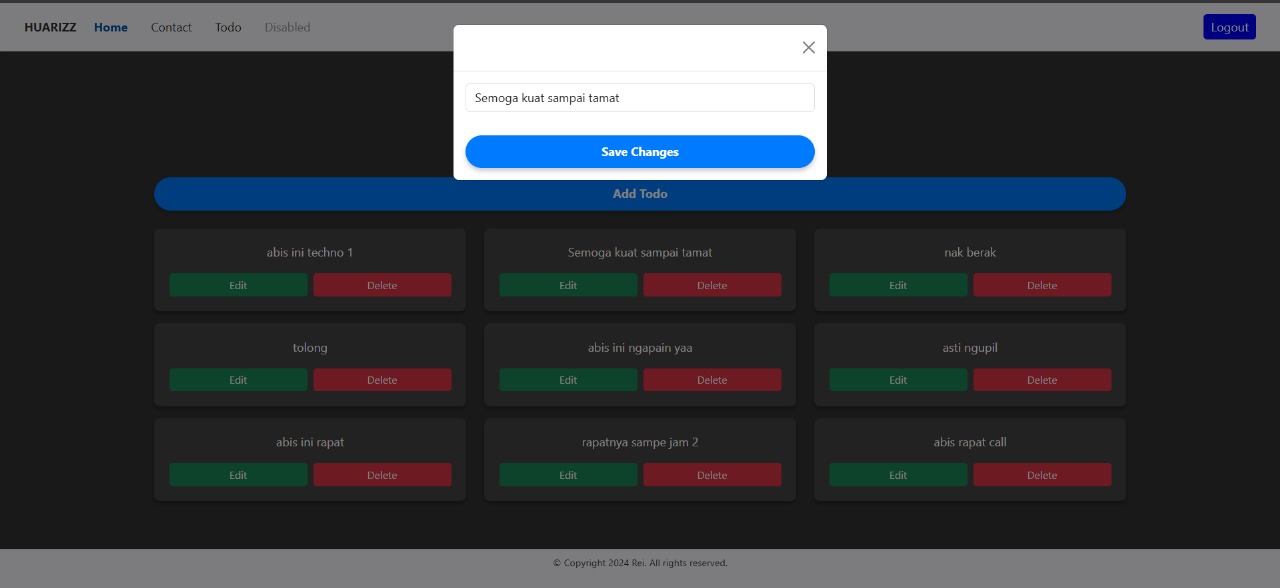 HUARIZZ Home Contact Todo Disabled Logout
Semoga kuat sampai tamat
Save Changes
Add Todo
abis ini techno 1 Semoga kuat sampai tamat nak berak
Edit Delete Edit Delete Edit Delete
tolong abis ini ngapain yaa asti ngupil
Edit Delete Edit Delete Edit Delete
abis ini rapat rapatnya sampe jam 2 abis rapat call
Edit Delete Edit Delete Edit Delete
© Copyright 2024 Rei. All rights reserved.